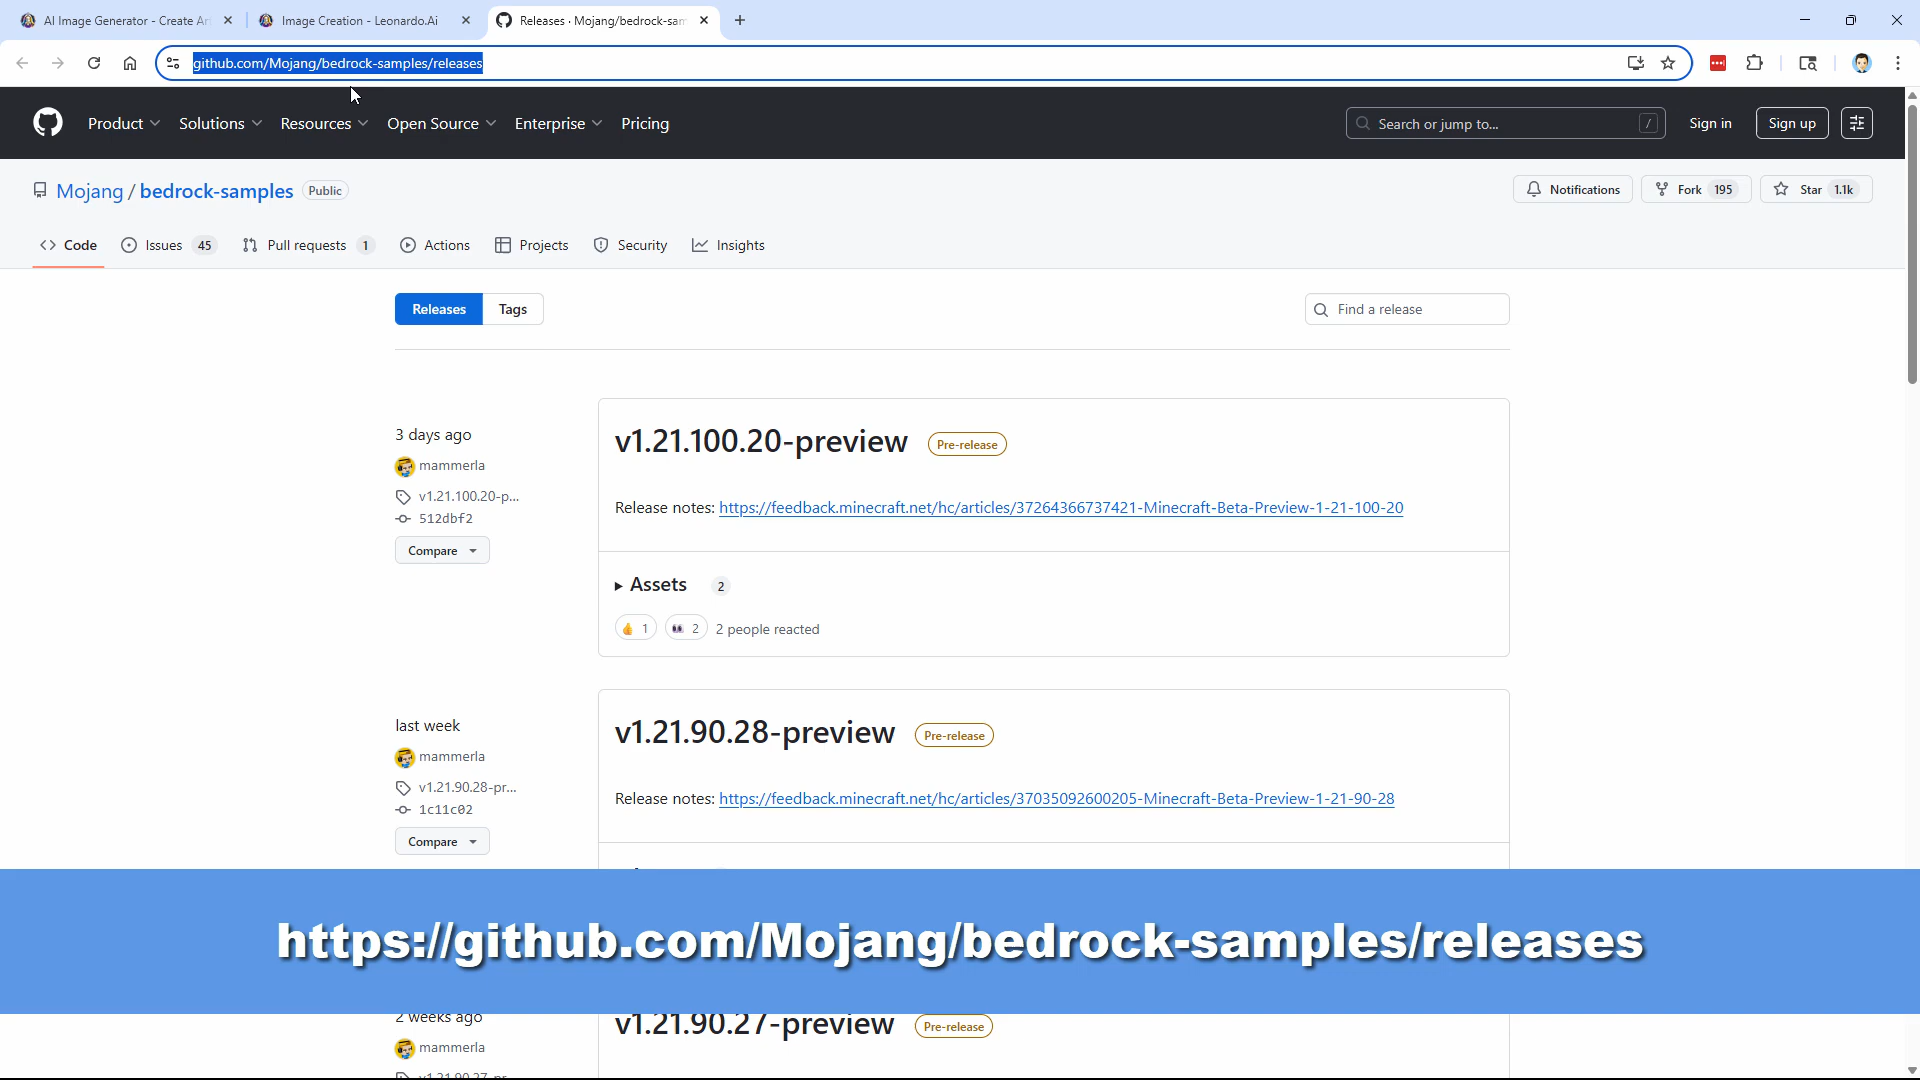 AI Image Generator - Create Ar
Image Creation - Leonardo.Ai
Releases · Mojang/bedrock-sam
github.com/Mojang/bedrock-samples/releases
Product
Solutions
Resources
Open Source
Enterprise
Pricing
Search or jump to...
/
Sign in
Sign up
Mojang / bedrock-samples
Public
Notifications
Fork 195
Star 1.1k
Code
Issues 45
Pull requests 1
Actions
Projects
Security
Insights
Releases
Tags
Find a release
3 days ago
mammerla
v1.21.100.20-p...
512dbf2
Compare
v1.21.100.20-preview
Pre-release
Release notes: https://feedback.minecraft.net/hc/articles/37264366737421-Minecraft-Beta-Preview-1-21-100-20
Assets 2
1
2
2 people reacted
last week
mammerla
v1.21.90.28-pr...
1c11c02
Compare
v1.21.90.28-preview
Pre-release
Release notes: https://feedback.minecraft.net/hc/articles/37035092600205-Minecraft-Beta-Preview-1-21-90-28
https://github.com/Mojang/bedrock-samples/releases
2 weeks ago
mammerla
v1.21.90.27-pr...
v1.21.90.27-preview
Pre-release